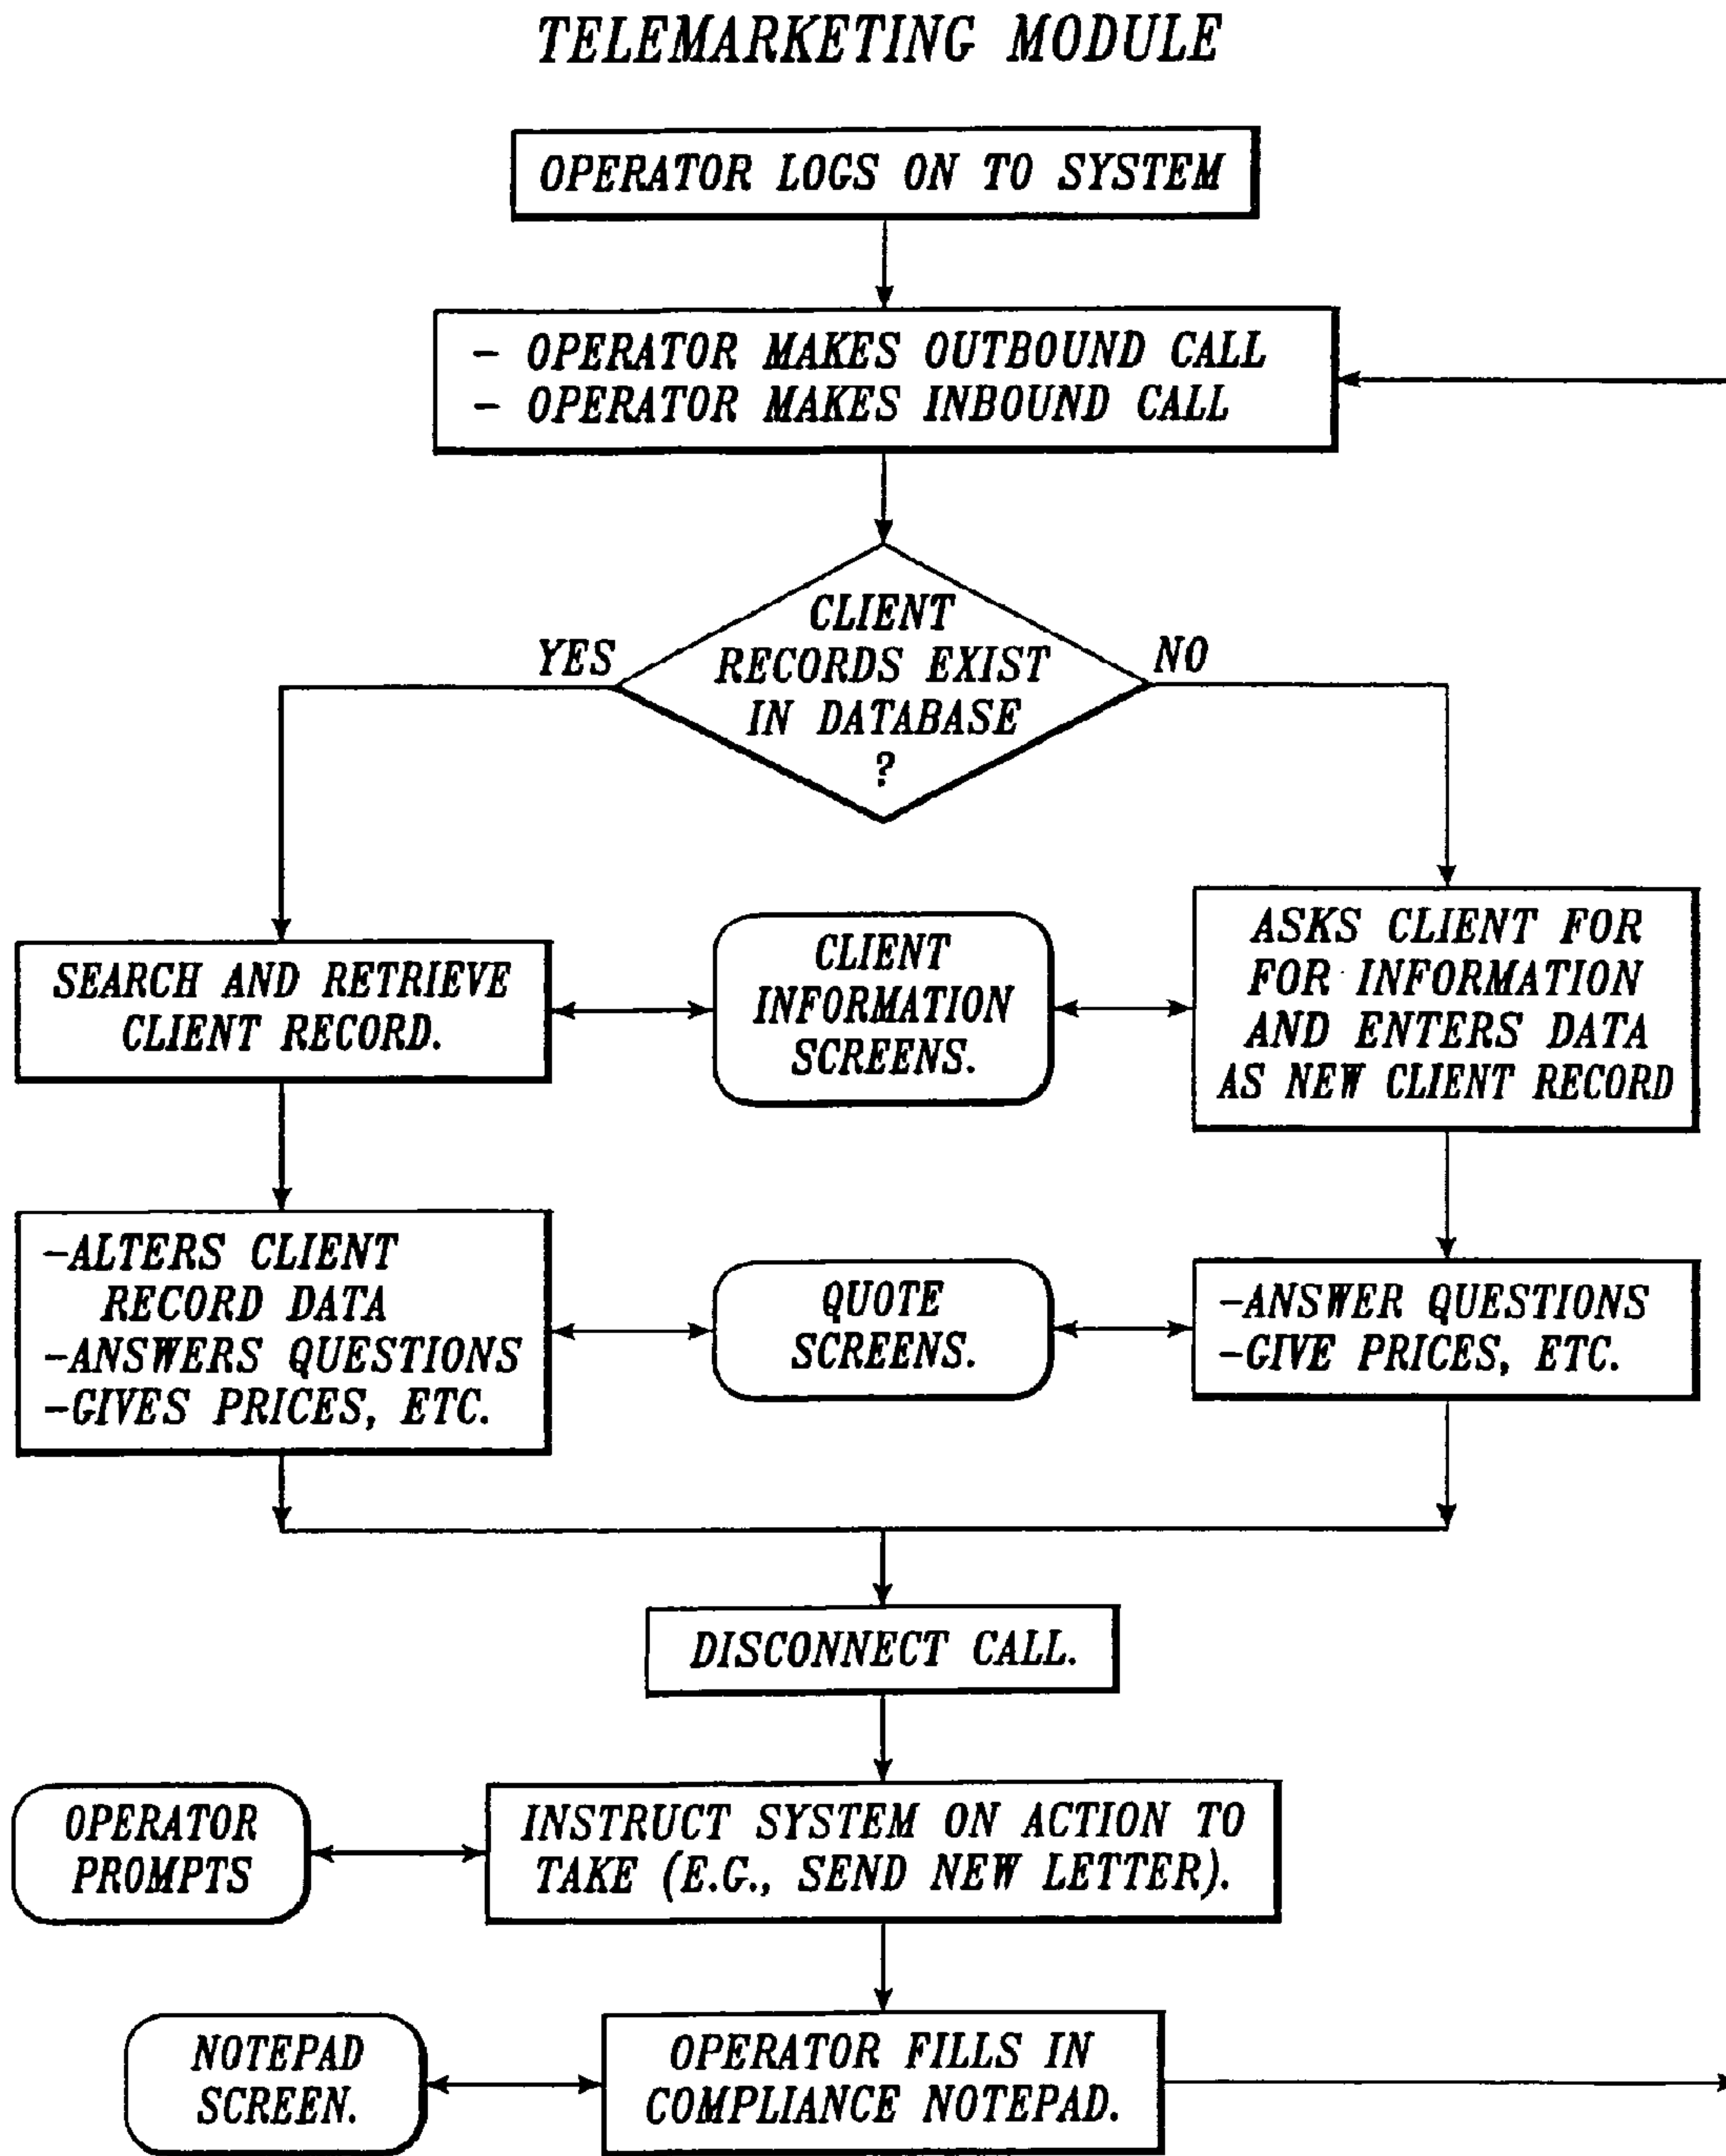 TELEMARKETING MODULE
OPERATOR LOGS ON TO SYSTEM
- OPERATOR MAKES OUTBOUND CALL
- OPERATOR MAKES INBOUND CALL
CLIENT
RECORDS EXIST
IN DATABASE
?
YES
NO
SEARCH AND RETRIEVE
CLIENT RECORD.
CLIENT
INFORMATION
SCREENS.
ASKS CLIENT FOR
FOR INFORMATION
AND ENTERS DATA
AS NEW CLIENT RECORD
-ALTERS CLIENT
RECORD DATA
-ANSWERS QUESTIONS
-GIVES PRICES, ETC.
QUOTE
SCREENS.
-ANSWER QUESTIONS
-GIVE PRICES, ETC.
DISCONNECT CALL.
OPERATOR
PROMPTS
INSTRUCT SYSTEM ON ACTION TO
TAKE (E.G., SEND NEW LETTER).
NOTEPAD
SCREEN.
OPERATOR FILLS IN
COMPLIANCE NOTEPAD.